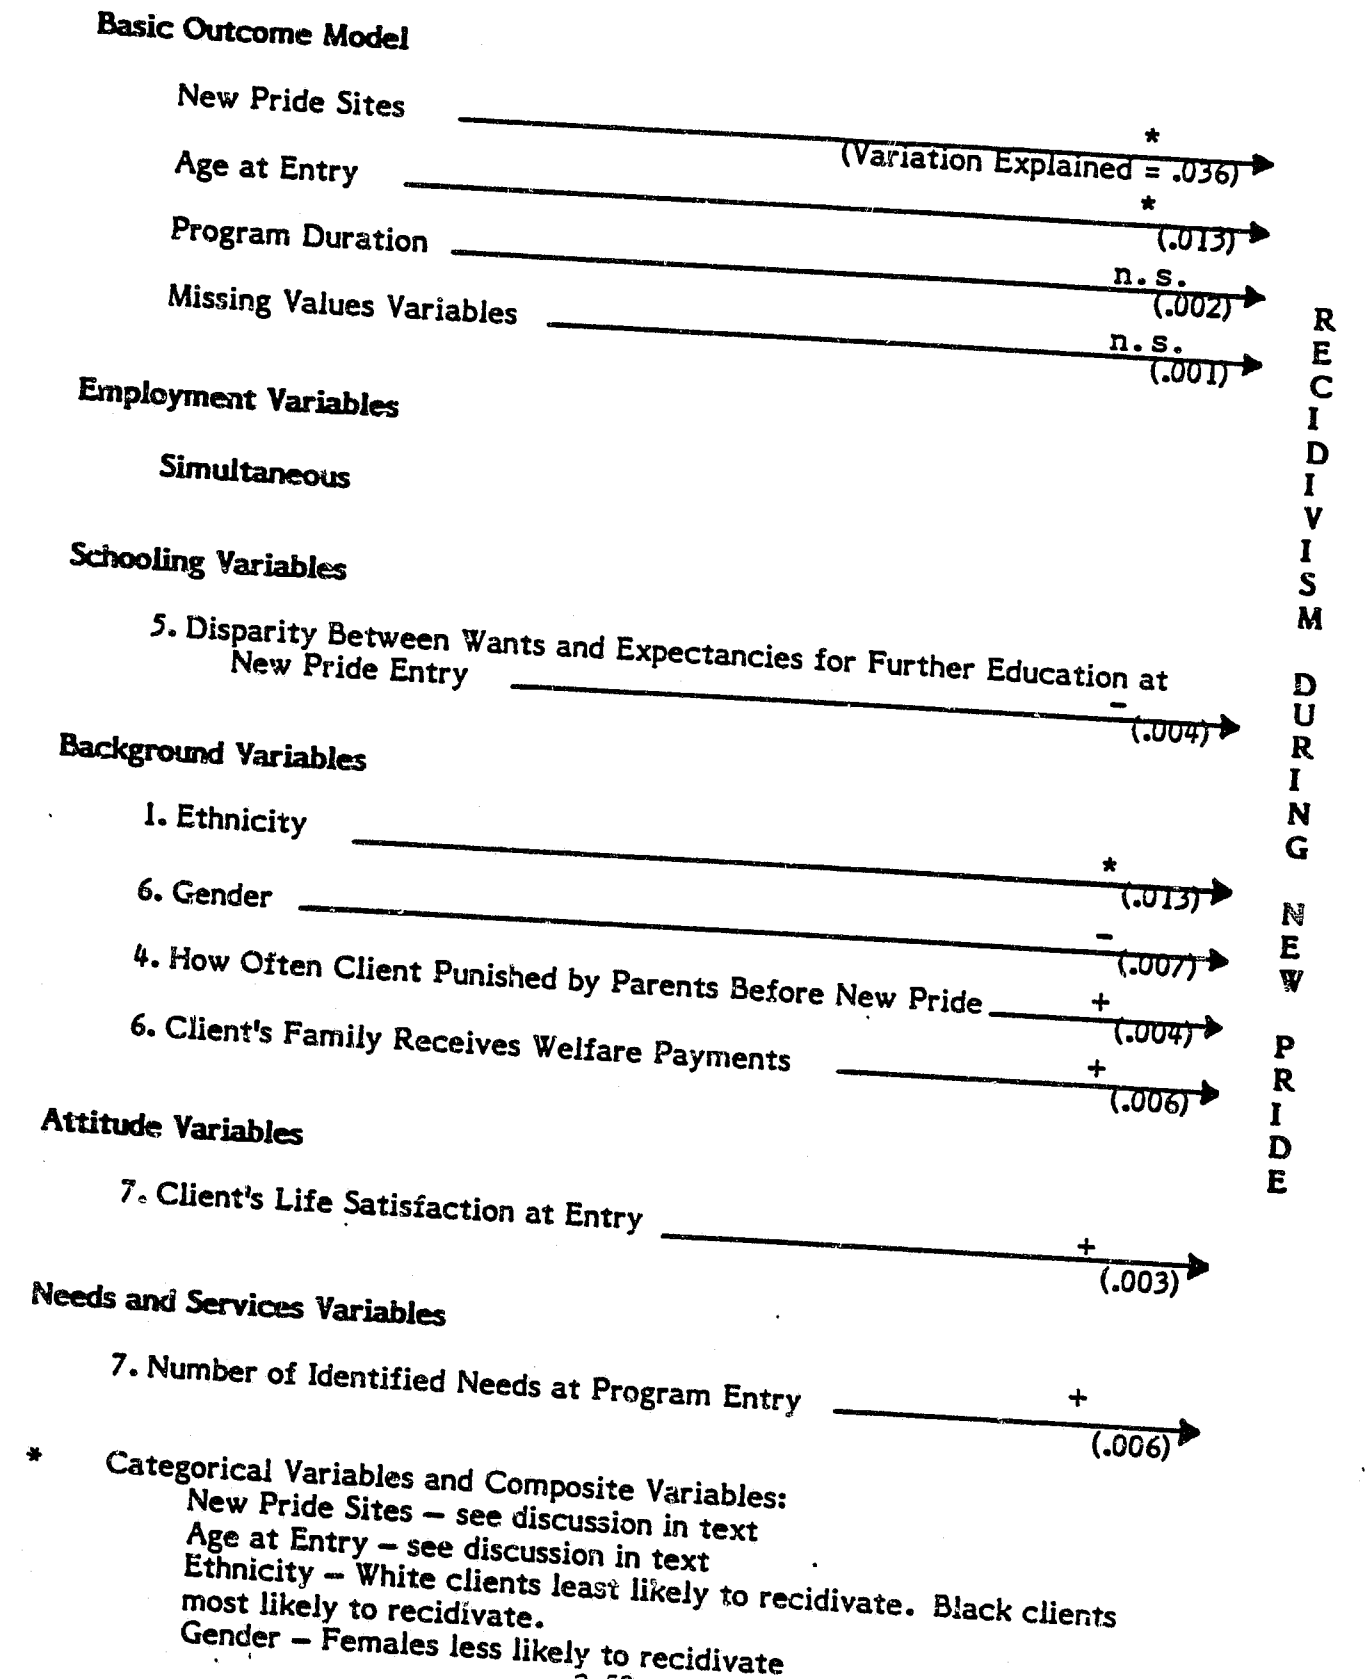 Basic Outcome Model
New Pride Sites
*
(Variation Explained = .036)
Age at Entry
*
(.013)
Program Duration
n.s.
(.002)
Missing Values Variables
n.s.
(.001)
Employment Variables
Simultaneous
Schooling Variables
5. Disparity Between Wants and Expectancies for Further Education at
New Pride Entry
-
(.004)
Background Variables
1. Ethnicity
*
(.013)
6. Gender
-
(.007)
4. How Often Client Punished by Parents Before New Pride
+
(.004)
6. Client's Family Receives Welfare Payments
+
(.006)
Attitude Variables
7. Client's Life Satisfaction at Entry
+
(.003)
Needs and Services Variables
7. Number of Identified Needs at Program Entry
+
(.006)
RECIDIVISM DURING NEW PRIDE
* Categorical Variables and Composite Variables:
New Pride Sites — see discussion in text
Age at Entry — see discussion in text
Ethnicity — White clients least likely to recidivate. Black clients
most likely to recidivate.
Gender — Females less likely to recidivate